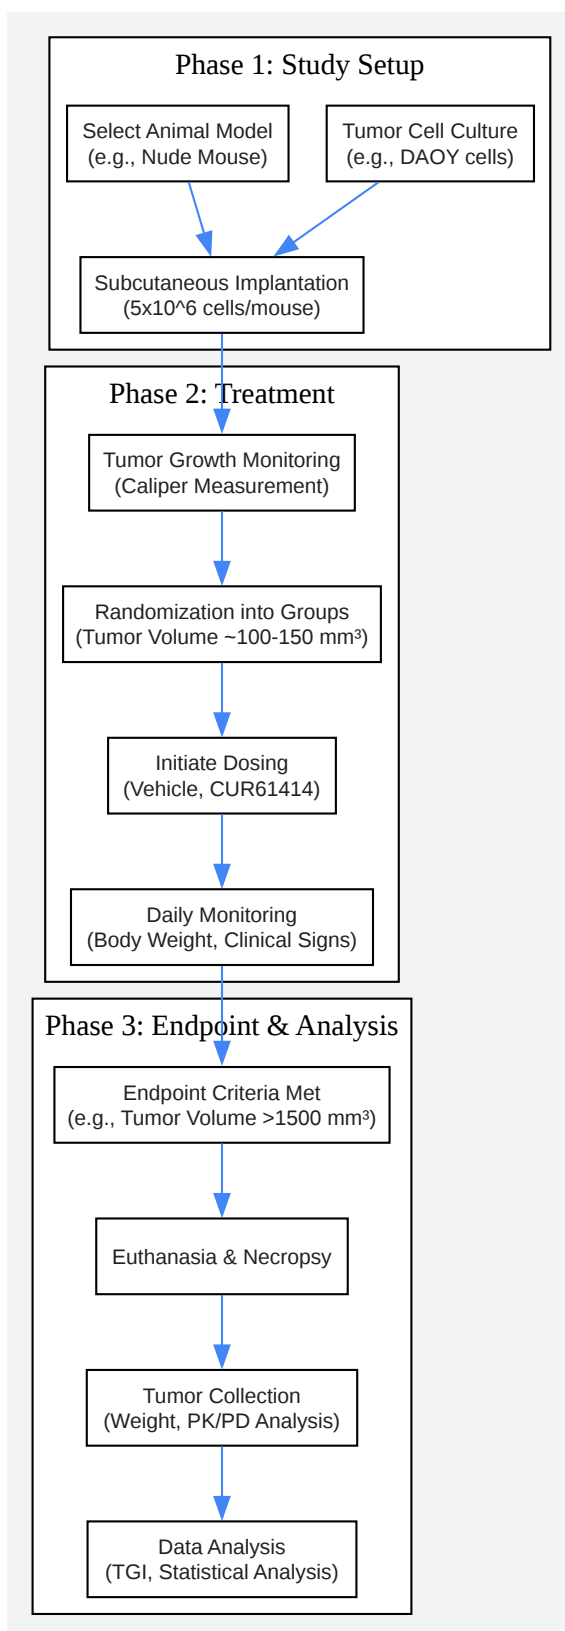 Phase 1: Study Setup
Select Animal Model
(e.g., Nude Mouse)
Tumor Cell Culture
(e.g., DAOY cells)
Subcutaneous Implantation
(5x10^6 cells/mouse)
Phase 2: Treatment
Tumor Growth Monitoring
(Caliper Measurement)
Randomization into Groups
(Tumor Volume ~100-150 mm³)
Initiate Dosing
(Vehicle, CUR61414)
Daily Monitoring
(Body Weight, Clinical Signs)
Phase 3: Endpoint & Analysis
Endpoint Criteria Met
(e.g., Tumor Volume >1500 mm³)
Euthanasia & Necropsy
Tumor Collection
(Weight, PK/PD Analysis)
Data Analysis
(TGI, Statistical Analysis)